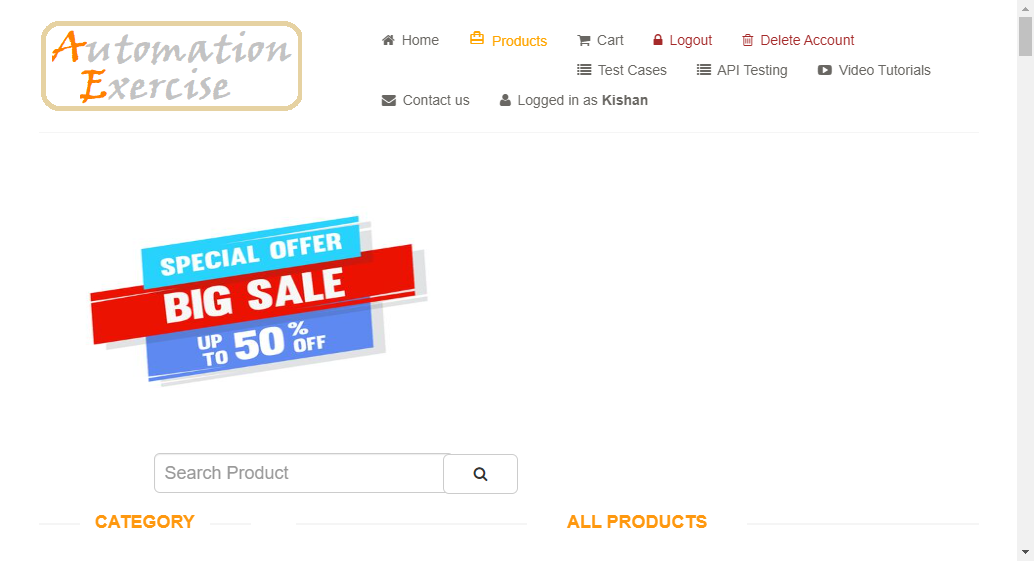 Automation
Exercise
Home Products Cart Logout Delete Account
Test Cases API Testing Video Tutorials
Contact us Logged in as Kishan
SPECIAL OFFER
BIG SALE
UP TO 50% OFF
Search Product
CATEGORY
ALL PRODUCTS